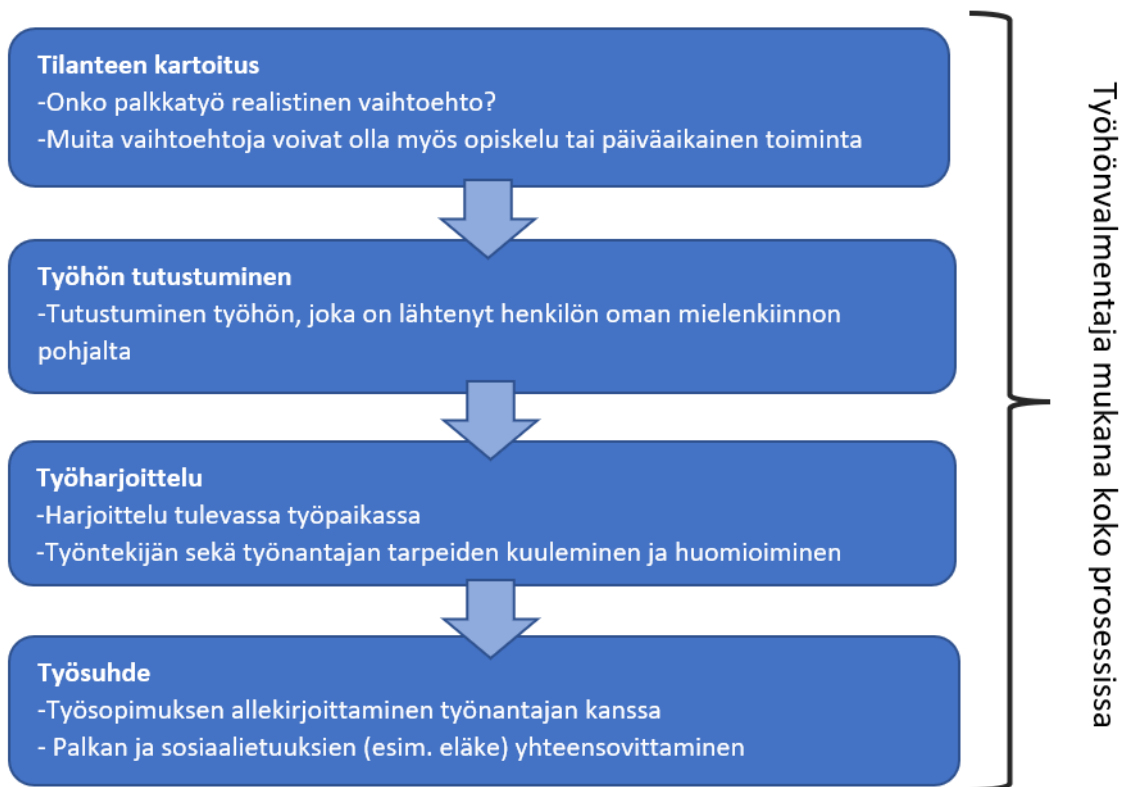 Tilanteen kartoitus
-Onko palkkatyö realistinen vaihtoehto?
-Muita vaihtoehtoja voivat olla myös opiskelu tai päiväaikainen toiminta
Työhön tutustuminen
-Tutustuminen työhön, joka on lähtenyt henkilön oman mielenkiinnon
pohjalta
Työharjoittelu
-Harjoittelu tulevassa työpaikassa
-Työntekijän sekä työnantajan tarpeiden kuuleminen ja huomioiminen
Työsuhde
-Työsopimuksen allekirjoittaminen työnantajan kanssa
- Palkan ja sosiaalietuuksien (esim. eläke) yhteensovittaminen
Työhönvalmentaja mukana koko prosessissa